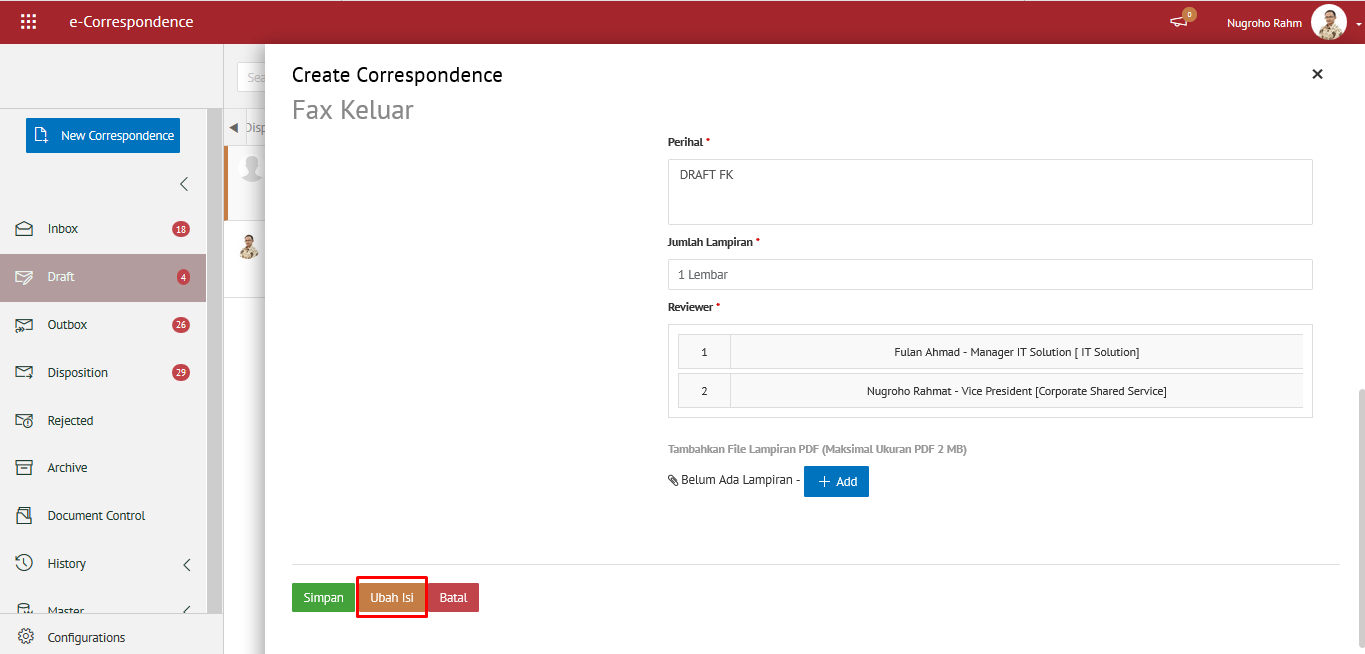 e-Correspondence
0
Nugroho Rahm
Create Correspondence
Fax Keluar
New Correspondence
Inbox 18
Draft 4
Outbox 26
Disposition 29
Rejected
Archive
Document Control
History
Master
Configurations
Sea
Disp
Perihal *
DRAFT FK
Jumlah Lampiran *
1 Lembar
Reviewer *
1 Fulan Ahmad - Manager IT Solution [ IT Solution]
2 Nugroho Rahmat - Vice President [Corporate Shared Service]
Tambahkan File Lampiran PDF (Maksimal Ukuran PDF 2 MB)
Belum Ada Lampiran - + Add
Simpan Ubah Isi Batal